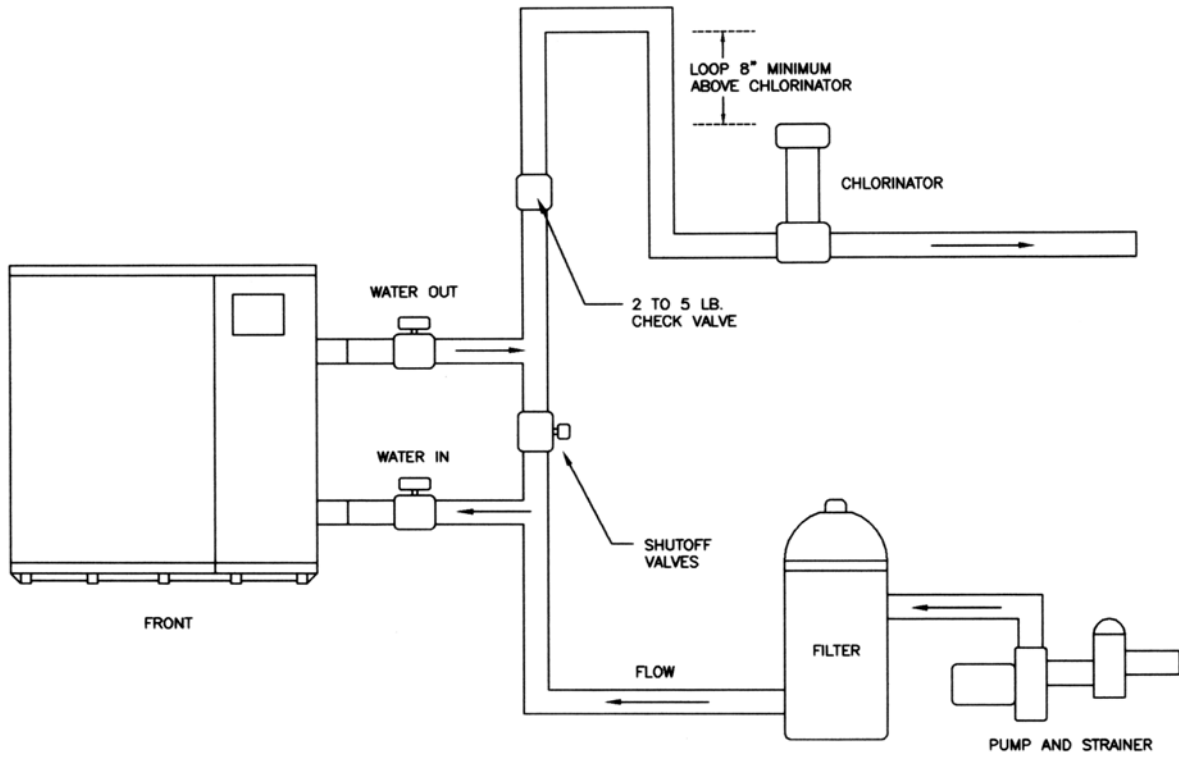 LOOP 8" MINIMUM
ABOVE CHLORINATOR
CHLORINATOR
WATER OUT
2 TO 5 LB.
CHECK VALVE
WATER IN
SHUTOFF
VALVES
FRONT
FILTER
FLOW
PUMP AND STRAINER